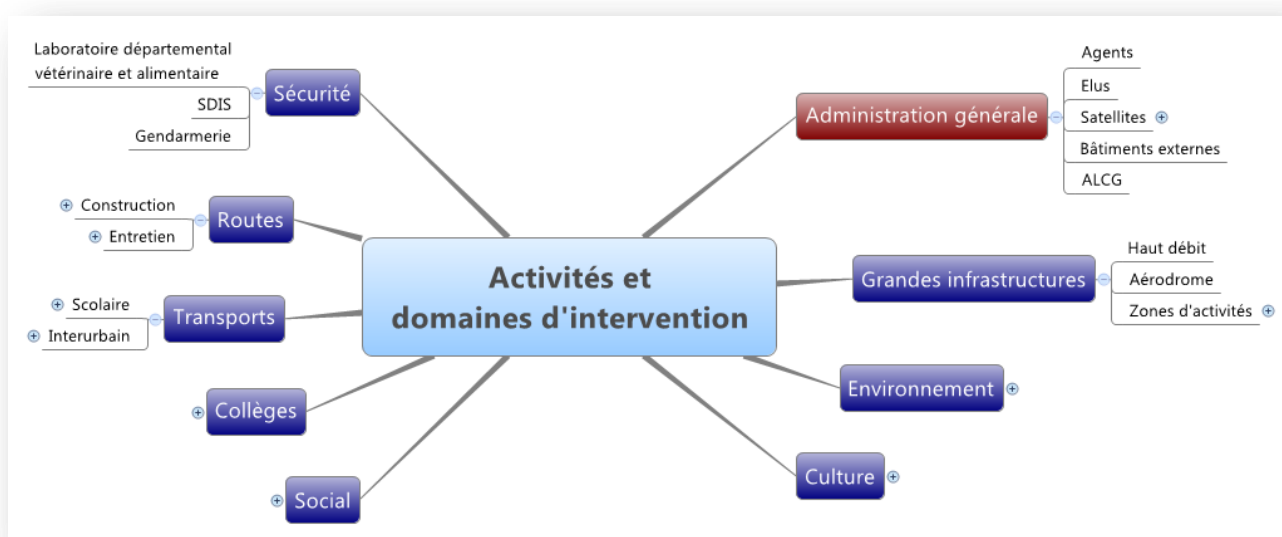 Activités et
domaines d'intervention
Administration générale
Agents
Elus
Satellites
Bâtiments externes
ALCG
Grandes infrastructures
Haut débit
Aérodrome
Zones d'activités
Environnement
Culture
Sécurité
Laboratoire départemental
vétérinaire et alimentaire
SDIS
Gendarmerie
Routes
Construction
Entretien
Transports
Scolaire
Interurbain
Collèges
Social